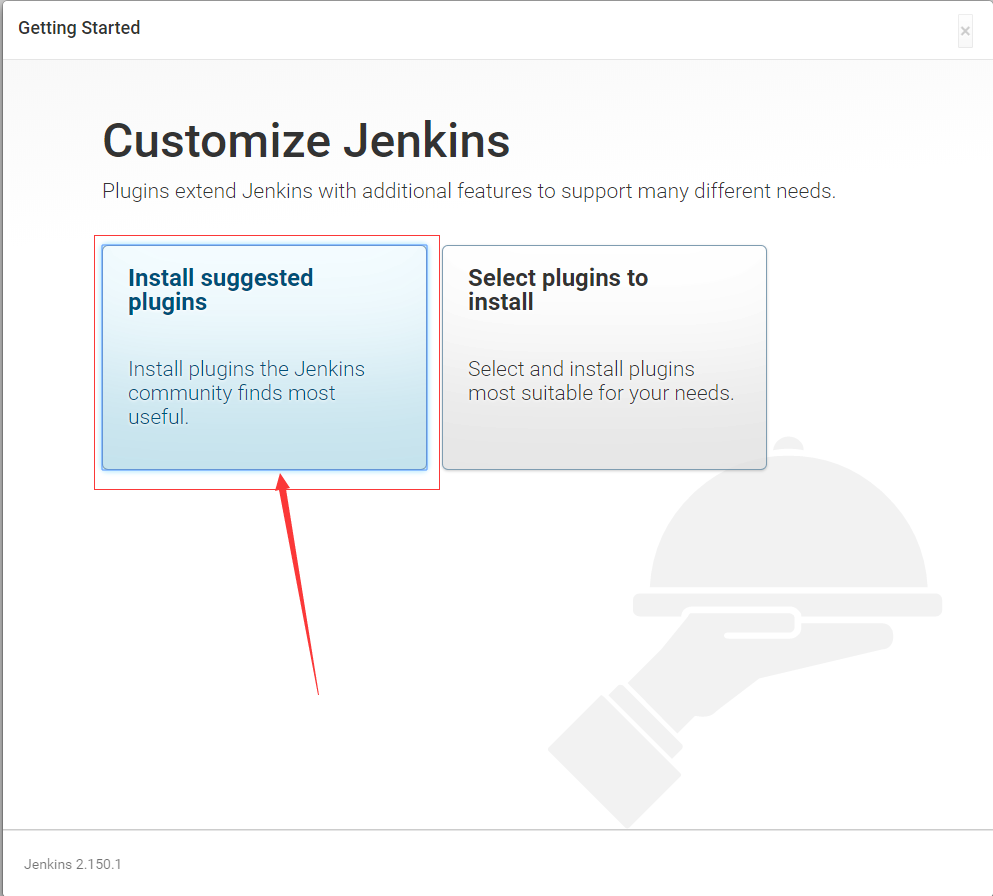 Getting Started
×
Customize Jenkins
Plugins extend Jenkins with additional features to support many different needs.
Install suggested
plugins
Install plugins the Jenkins
community finds most
useful.
Select plugins to
install
Select and install plugins
most suitable for your needs.
Jenkins 2.150.1